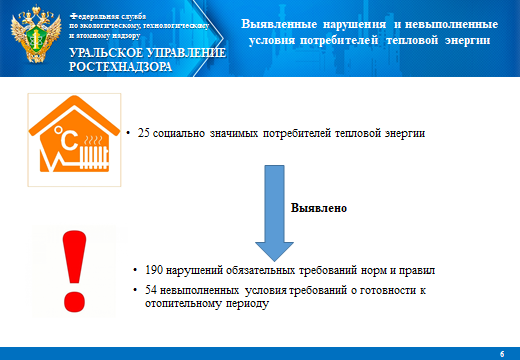 Федеральная служба
по экологическому, технологическому
и атомному надзору
УРАЛЬСКОЕ УПРАВЛЕНИЕ
РОСТЕХНАДЗОРА
Выявленные нарушения и невыполненные
условия потребителей тепловой энергии
°C
• 25 социально значимых потребителей тепловой энергии
Выявлено
!
• 190 нарушений обязательных требований норм и правил
• 54 невыполненных условия требований о готовности к
отопительному периоду
6